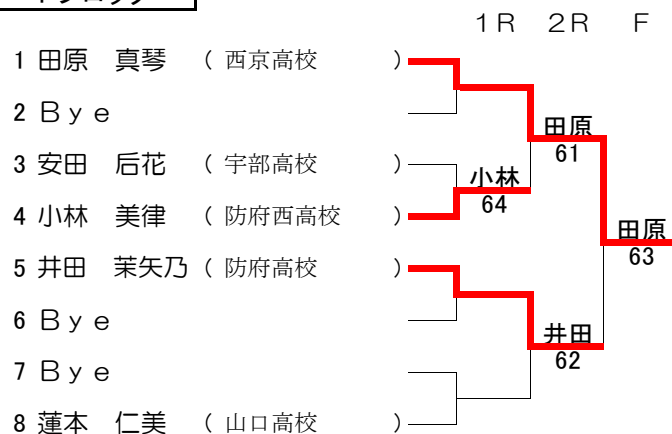 １Ｒ ２Ｒ Ｆ
1 田原 真琴 ( 西京高校 )
2 Ｂｙｅ
田原
61
3 安田 后花 ( 宇部高校 )
小林
64
4 小林 美律 ( 防府西高校 )
田原
63
5 井田 茉矢乃 ( 防府高校 )
6 Ｂｙｅ
井田
62
7 Ｂｙｅ
8 蓮本 仁美 ( 山口高校 )